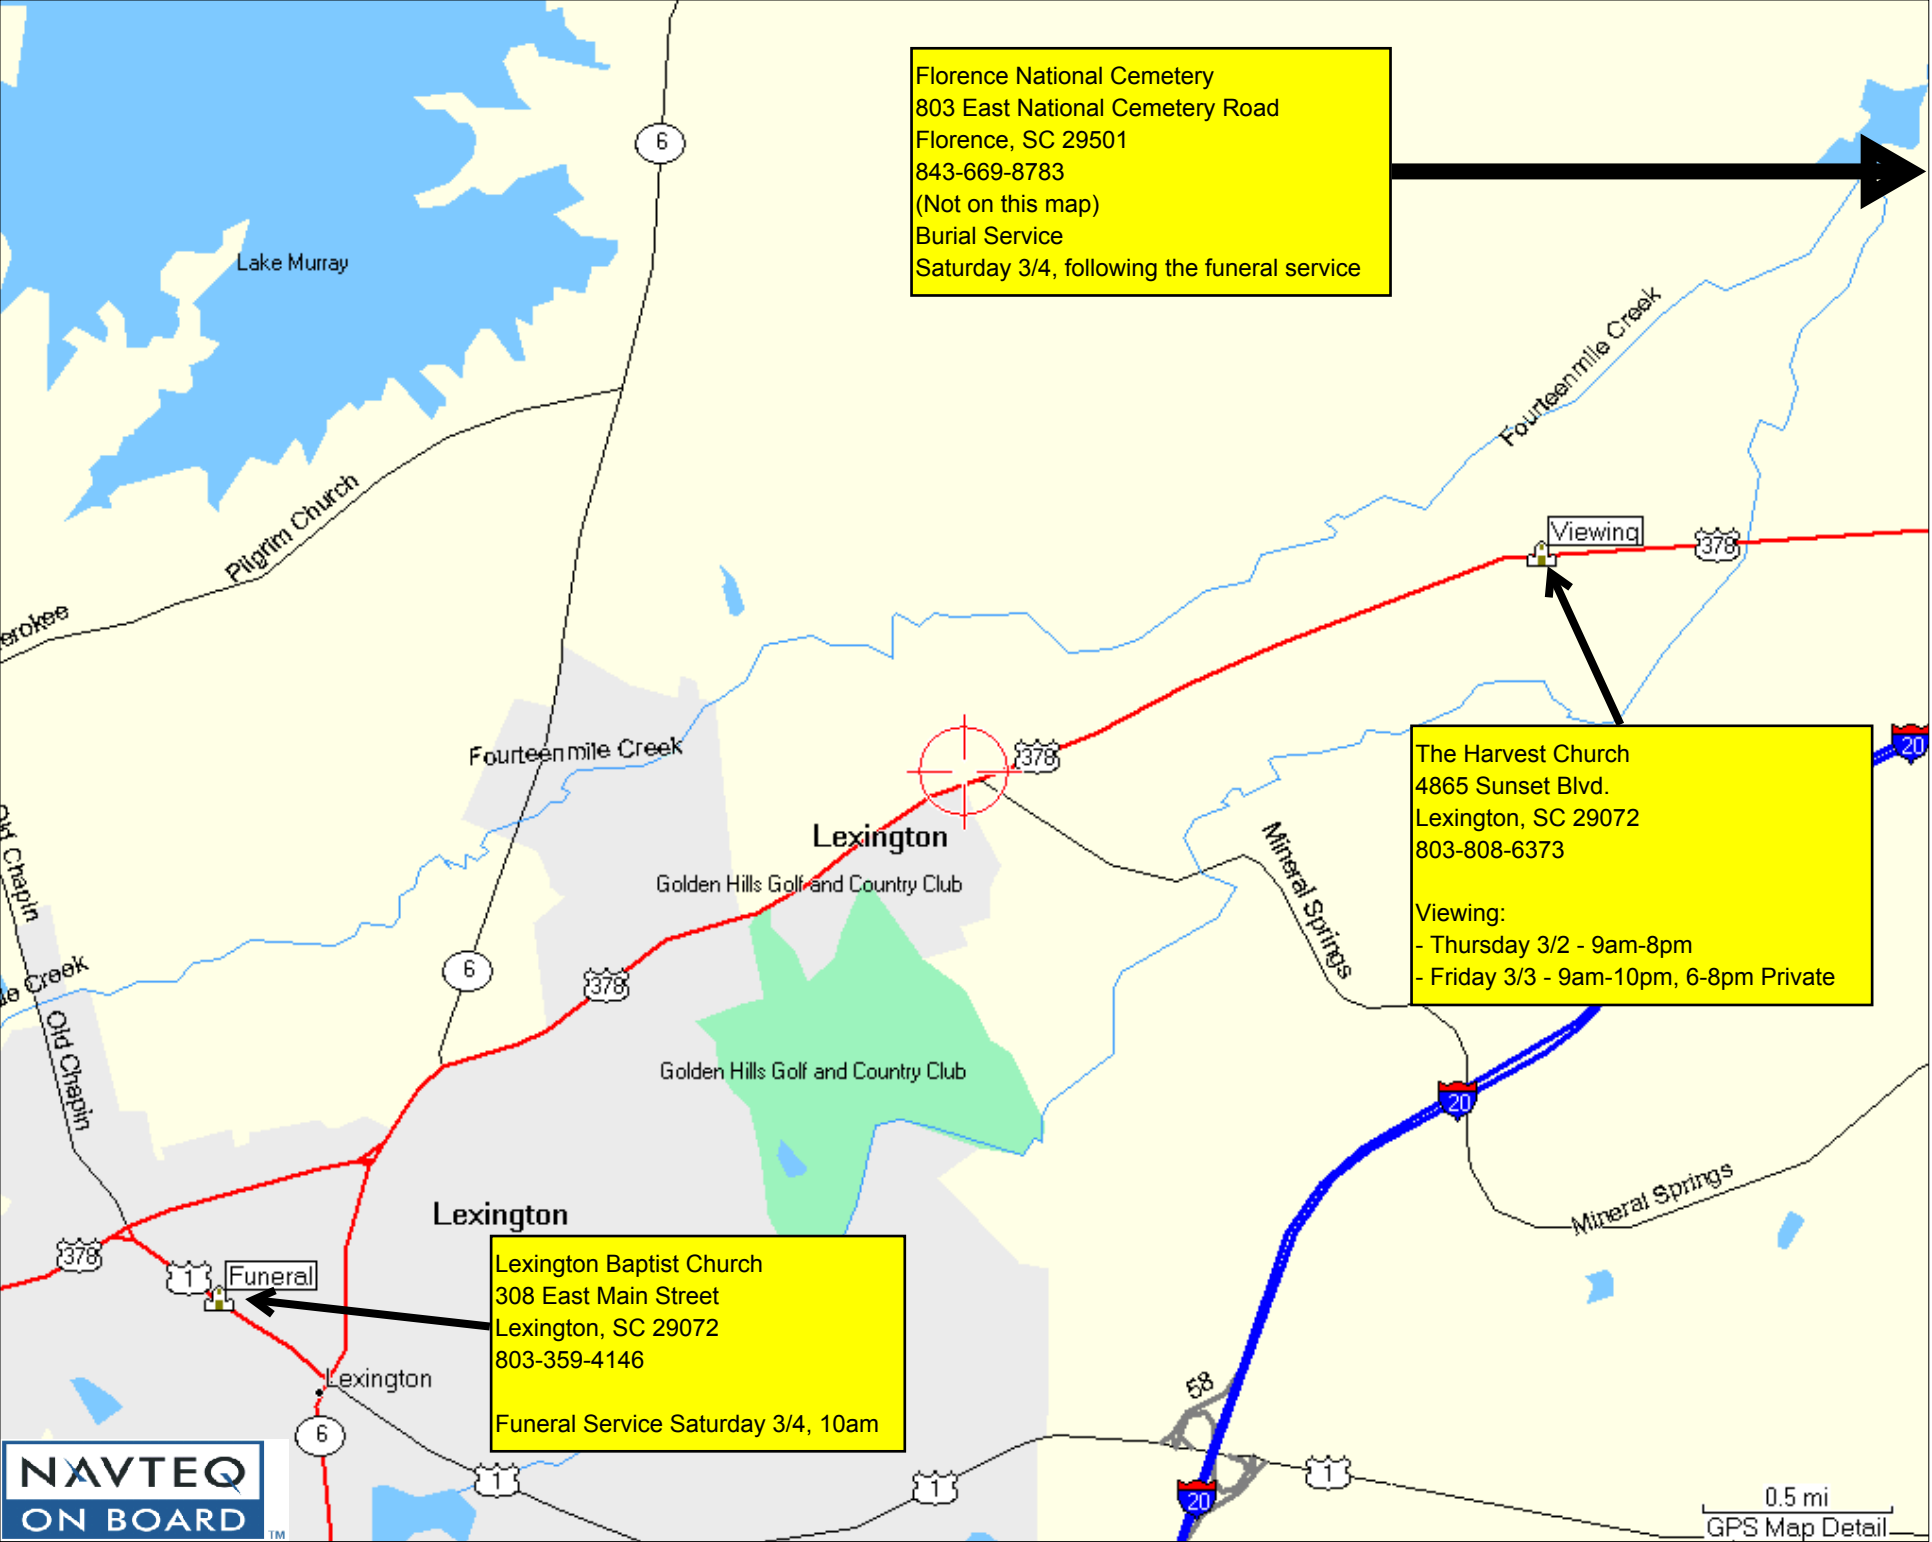 Florence National Cemetery
803 East National Cemetery Road
Florence, SC 29501
843-669-8783
(Not on this map)
Burial Service
Saturday 3/4, following the funeral service
6
Lake Murray
Fourteenmile Creek
Pilgrim Church
Viewing
378
erokee
Fourteenmile Creek
378
20
The Harvest Church
4865 Sunset Blvd.
Lexington, SC 29072
803-808-6373
Viewing:
- Thursday 3/2 - 9am-8pm
- Friday 3/3 - 9am-10pm, 6-8pm Private
Lexington
Mineral Springs
Old Chapin
Golden Hills Golf and Country Club
6
378
le Creek
Old Chapin
Golden Hills Golf and Country Club
20
Mineral Springs
Lexington
378
1
Funeral
Lexington Baptist Church
308 East Main Street
Lexington, SC 29072
803-359-4146
Funeral Service Saturday 3/4, 10am
Lexington
58
6
1
1
1
20
NAVTEQ
ON BOARD
TM
0.5 mi
GPS Map Detail